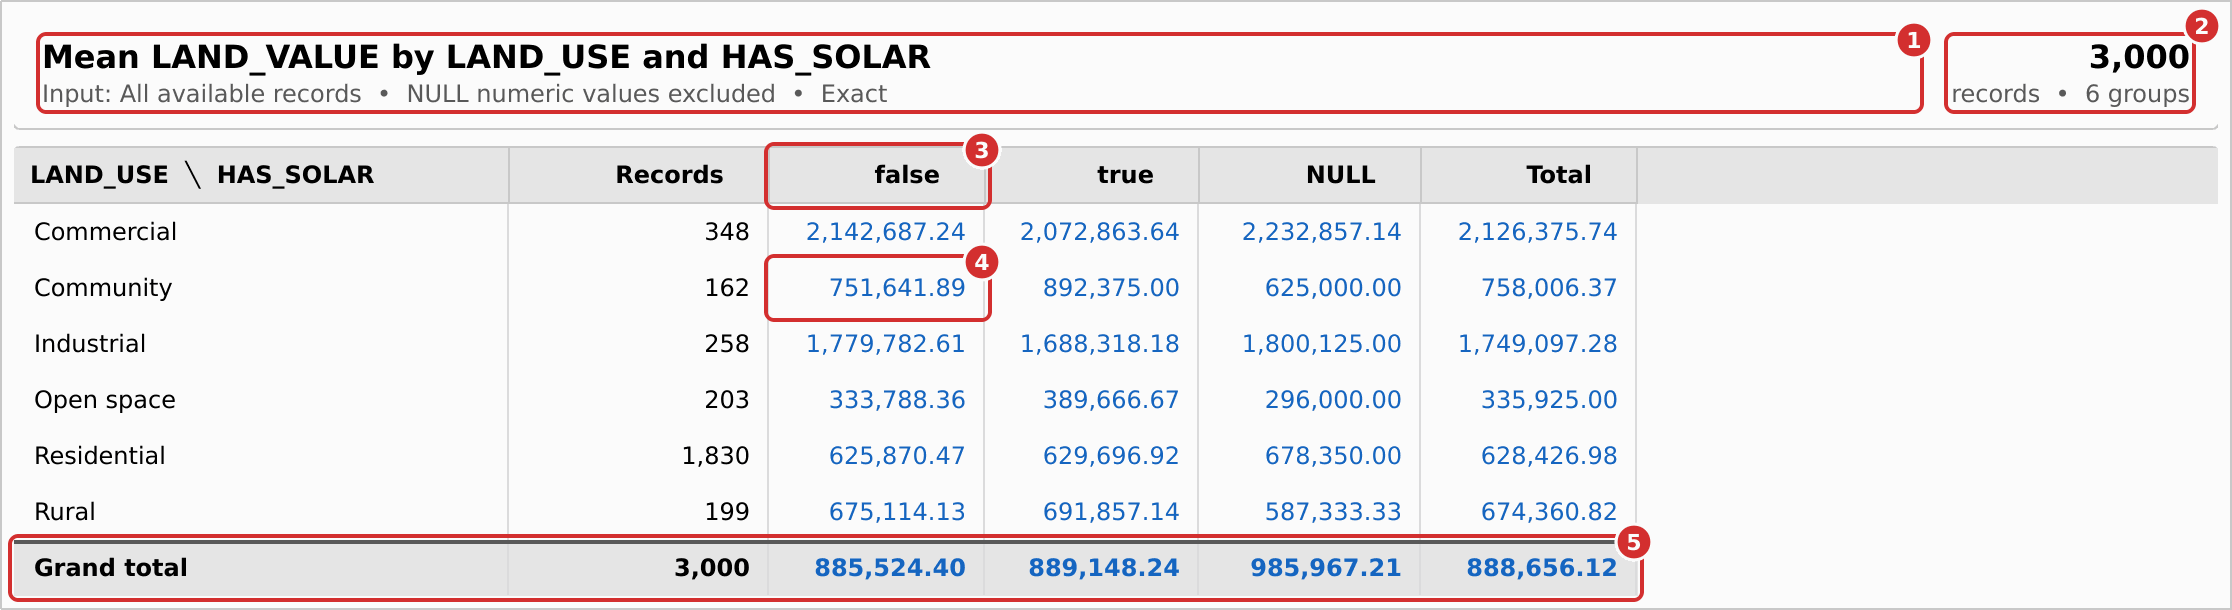 Mean LAND_VALUE by LAND_USE and HAS_SOLAR 1 3,000 2
Input: All available records • NULL numeric values excluded • Exact records • 6 groups
LAND_USE \ HAS_SOLAR Records false 3 true NULL Total
Commercial 348 2,142,687.24 2,072,863.64 2,232,857.14 2,126,375.74
Community 162 751,641.89 4 892,375.00 625,000.00 758,006.37
Industrial 258 1,779,782.61 1,688,318.18 1,800,125.00 1,749,097.28
Open space 203 333,788.36 389,666.67 296,000.00 335,925.00
Residential 1,830 625,870.47 629,696.92 678,350.00 628,426.98
Rural 199 675,114.13 691,857.14 587,333.33 674,360.82
Grand total 3,000 885,524.40 889,148.24 985,967.21 888,656.12 5